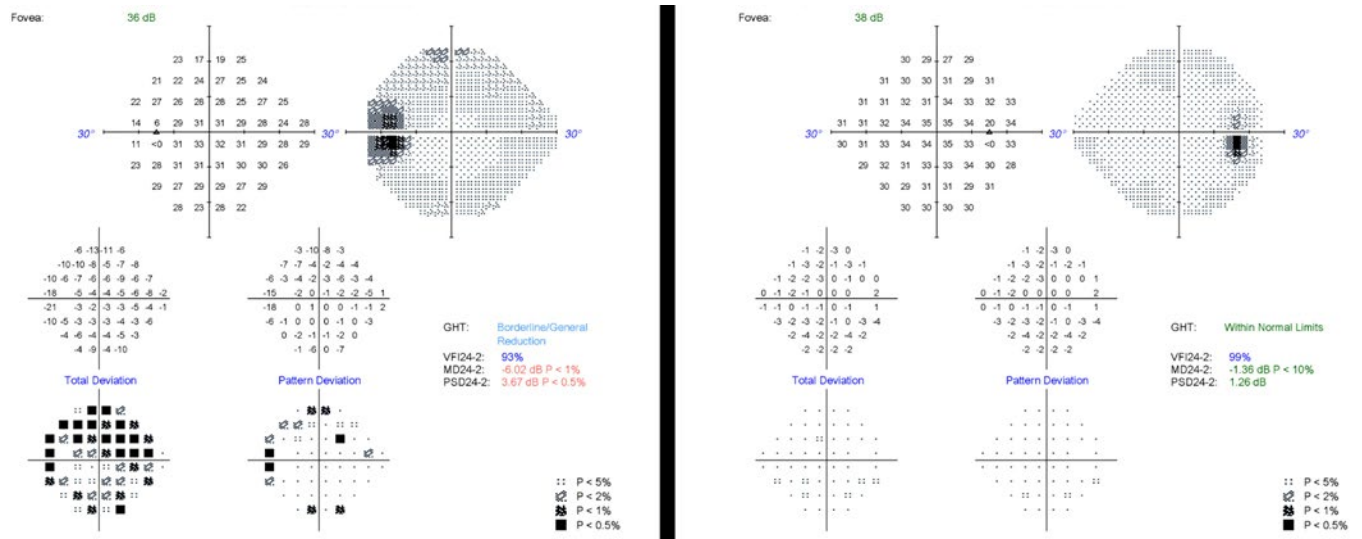 Fovea: 36 dB
23 17 19 25
21 22 24 27 25 24
22 27 26 28 28 25 27 25
30° 14 6 29 31 31 29 28 24 28 30° 30°
11 <0 31 33 32 31 29 28 29
23 28 31 31 31 30 30 26
29 27 29 29 27 29
28 23 28 22
-6 -13 -11 -6
-10 -10 -8 -5 -7 -8
-10 -6 -7 -6 -6 -9 -6 -7
-18 -5 -4 -4 -5 -6 -8 -2
-21 -3 -2 -3 -3 -2 -4 -4 -1
-10 -5 -3 -3 -4 -3 -3 -6
-6 -4 -4 -5 -6 -4
-4 -9 -4 -10
Total Deviation
-3 -10 -8 -3
-7 -7 -4 -2 -4 -4
-6 -3 -4 -2 -3 -6 -3 -4
-15 -2 0 -1 -2 -2 -5 1
-18 0 1 0 0 0 -1 -1 2
-6 -1 0 0 -1 0 0 -3
0 -2 -1 -1 -2 0
-1 -6 0 -7
Pattern Deviation
GHT: Borderline/General
Reduction
VFI24-2: 93%
MD24-2: -6.02 dB P < 1%
PSD24-2: 3.67 dB P < 0.5%
P < 5%
P < 2%
P < 1%
P < 0.5%
Fovea: 38 dB
30 29 27 29
31 30 30 31 29 31
31 31 32 31 34 33 32 33
30° 31 31 32 34 34 35 34 20 34 30° 30°
30 31 33 34 34 35 33 <0 33
29 32 31 33 34 33 30 28
30 29 31 31 29 31
30 30 30 30
-1 -2 -3 0
-1 -2 -2 -1 -3 -1
-1 -2 -2 -3 0 -1 0 0
0 -1 -2 -1 -1 0 0 2
-1 -1 -1 -1 -1 0 -1 1
-3 -1 -3 -2 -1 -1 -3 -4
-2 -3 -2 -2 -3 -1
-2 -2 -2 -2
Total Deviation
-1 -2 -3 0
-1 -2 -2 -1 -3 -1
-1 -2 -2 -3 0 0 0 1
0 -1 -2 -1 0 0 0 2
-1 -1 0 -1 -1 0 -1 1
-3 -1 -2 -2 -1 -1 -3 -4
-2 -3 -2 -2 -3 -1
-2 -2 -2 -2
Pattern Deviation
GHT: Within Normal Limits
VFI24-2: 99%
MD24-2: -1.36 dB P < 10%
PSD24-2: 1.26 dB
P < 5%
P < 2%
P < 1%
P < 0.5%